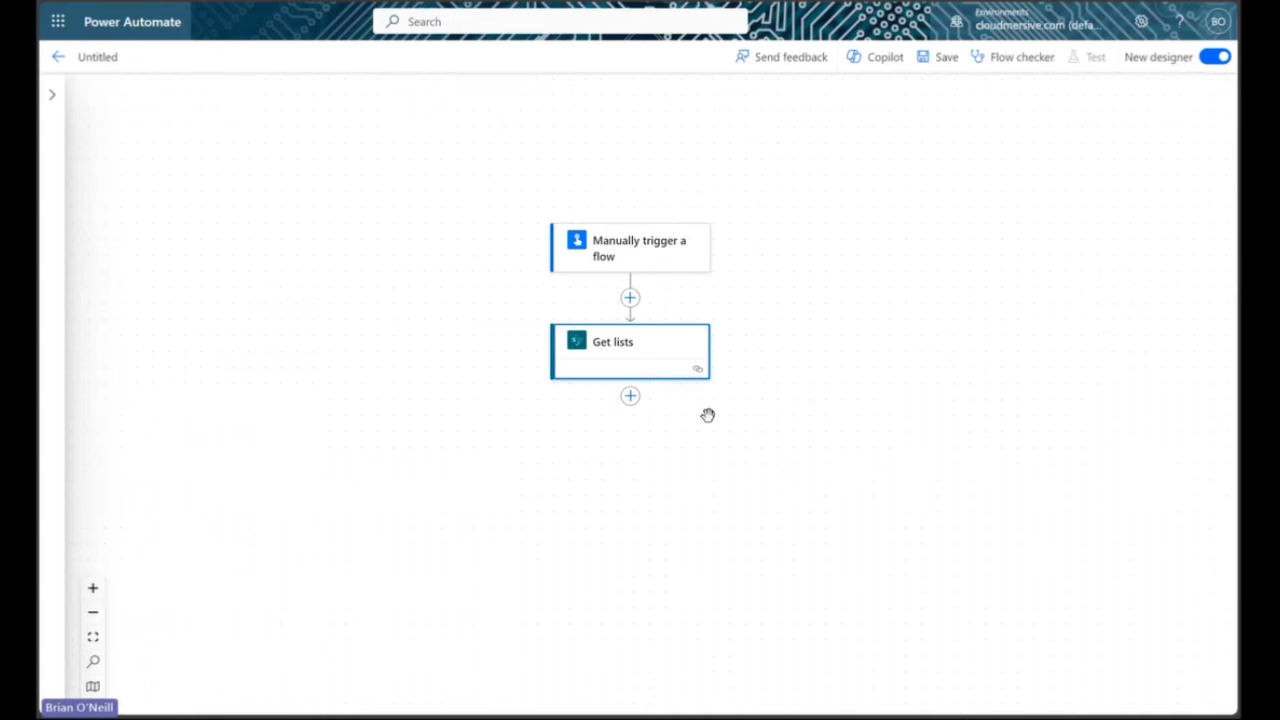 Power Automate
Search
Environments
cloudmersive.com (defa...
?
BO
Untitled
Send feedback
Copilot
Save
Flow checker
Test
New designer
Manually trigger a
flow
Get lists
Brian O'Neill